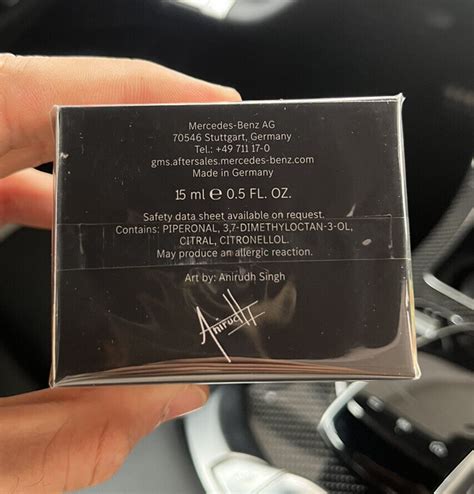 Mercedes-Benz AG
70546 Stuttgart, Germany
Tel.: +49 711 17-0
gms.aftersales.mercedes-benz.com
Made in Germany
15 ml ℮ 0.5 FL. OZ.
Safety data sheet available on request.
Contains: PIPERONAL, 3,7-DIMETHYLOCTAN-3-OL,
CITRAL, CITRONELLOL.
May produce an allergic reaction.
Art by: Anirudh Singh
Anirudh